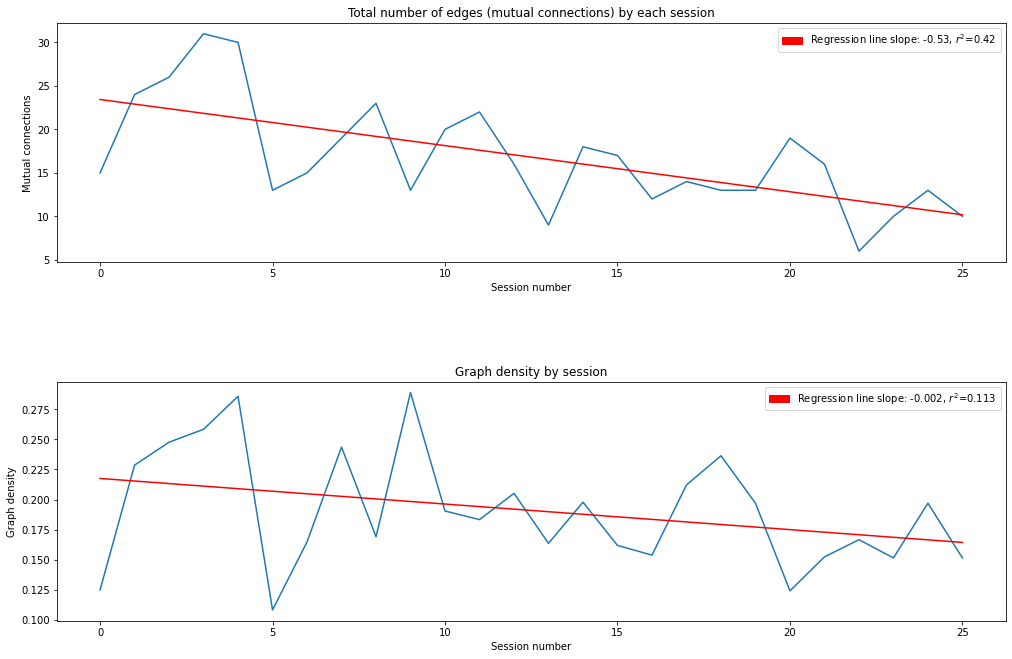 Total number of edges (mutual connections) by each session
Regression line slope: -0.53, r²=0.42
Mutual connections
30
25
20
15
10
5
0 5 10 15 20 25
Session number
Graph density by session
Regression line slope: -0.002, r²=0.113
Graph density
0.275
0.250
0.225
0.200
0.175
0.150
0.125
0.100
0 5 10 15 20 25
Session number